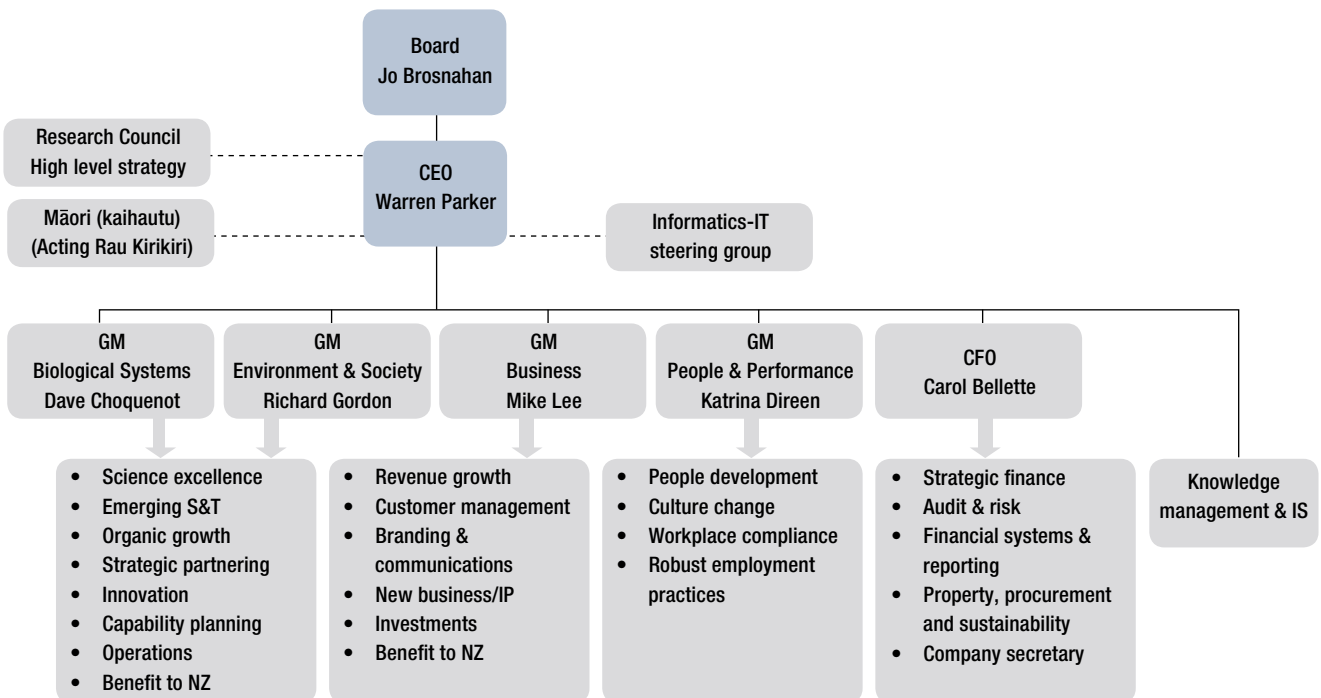 Board
Jo Brosnahan
Research Council
High level strategy
CEO
Warren Parker
Māori (kaihautu)
(Acting Rau Kirikiri)
Informatics-IT
steering group
GM
Biological Systems
Dave Choquenot
GM
Environment & Society
Richard Gordon
GM
Business
Mike Lee
GM
People & Performance
Katrina Direen
CFO
Carol Bellette
• Science excellence
• Emerging S&T
• Organic growth
• Strategic partnering
• Innovation
• Capability planning
• Operations
• Benefit to NZ
• Revenue growth
• Customer management
• Branding &
communications
• New business/IP
• Investments
• Benefit to NZ
• People development
• Culture change
• Workplace compliance
• Robust employment
practices
• Strategic finance
• Audit & risk
• Financial systems &
reporting
• Property, procurement
and sustainability
• Company secretary
Knowledge
management & IS